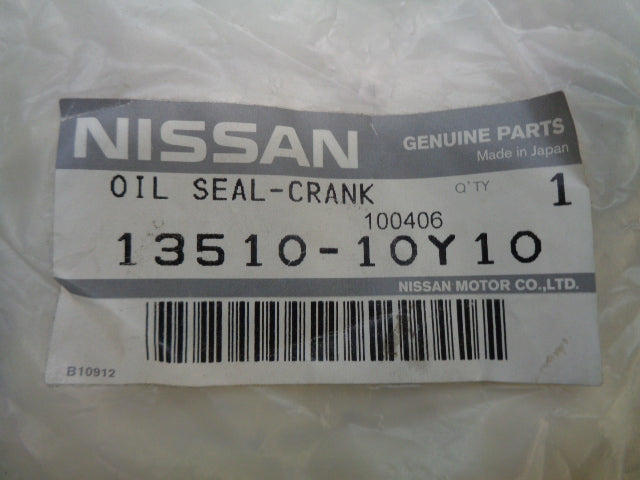 NISSAN
GENUINE PARTS
Made in Japan
OIL SEAL-CRANK Q'TY 1
100406
13510-10Y10
NISSAN MOTOR CO.,LTD.
B10912